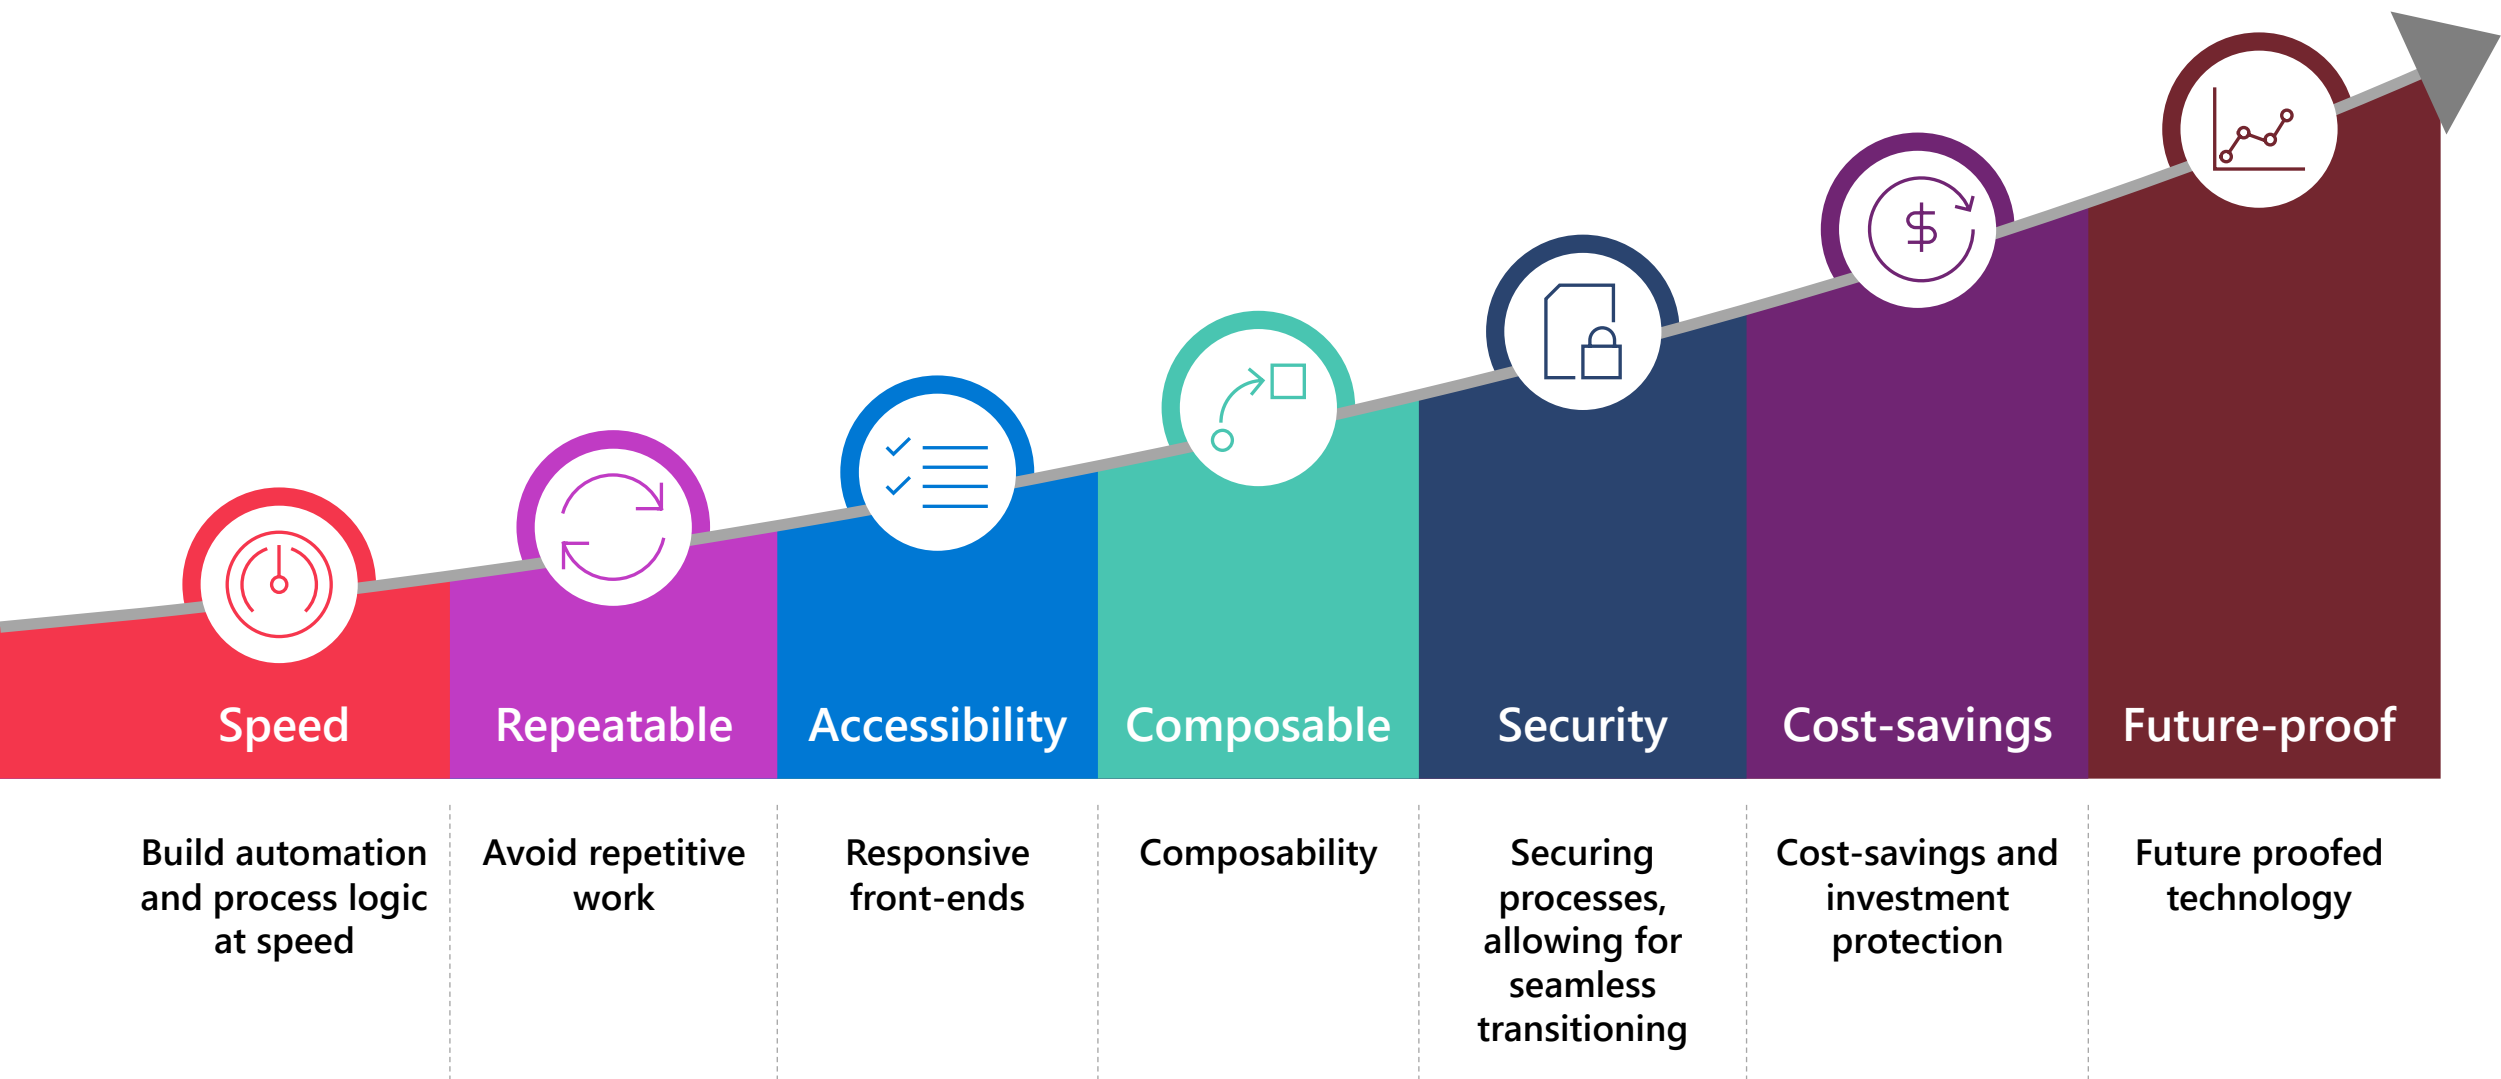 $
Speed
Repeatable
Accessibility
Composable
Security
Cost-savings
Future-proof
Build automation
and process logic
at speed
Avoid repetitive
work
Responsive
front-ends
Composability
Securing
processes,
allowing for
seamless
transitioning
Cost-savings and
investment
protection
Future proofed
technology